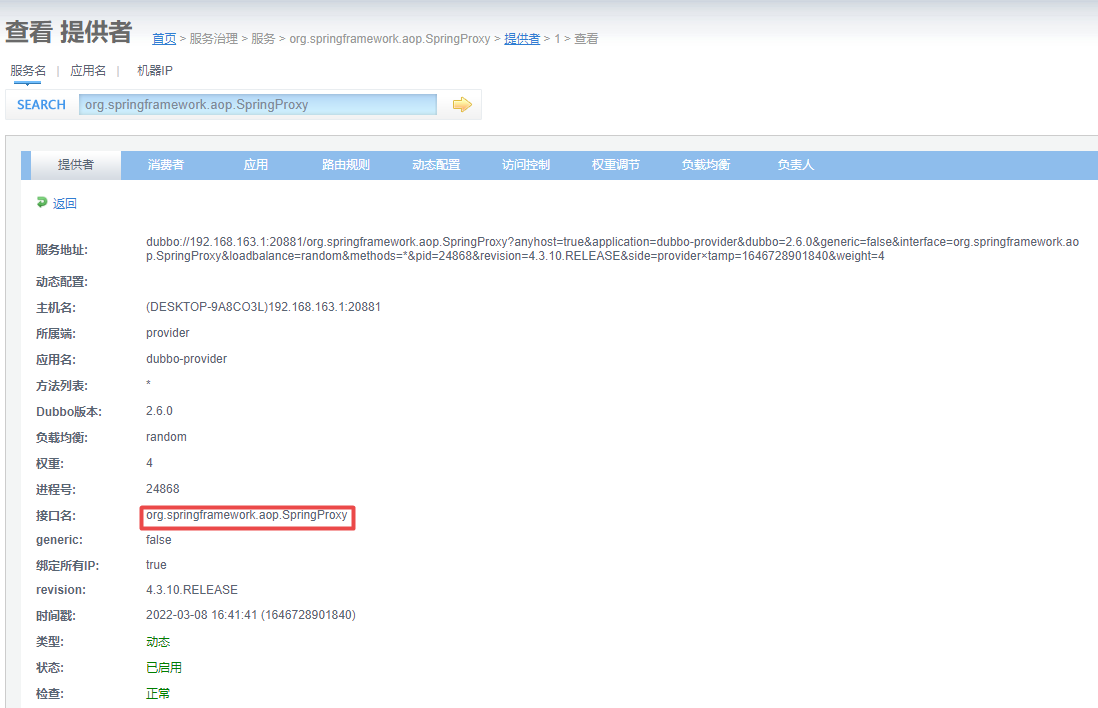 查看 提供者
首页 > 服务治理 > 服务 > org.springframework.aop.SpringProxy > 提供者 > 1 > 查看
服务名 | 应用名 | 机器IP
SEARCH org.springframework.aop.SpringProxy
提供者 消费者 应用 路由规则 动态配置 访问控制 权重调节 负载均衡 负责人
返回
服务地址: dubbo://192.168.163.1:20881/org.springframework.aop.SpringProxy?anyhost=true&application=dubbo-provider&dubbo=2.6.0&generic=false&interface=org.springframework.ao
p.SpringProxy&loadbalance=random&methods=*&pid=24868&revision=4.3.10.RELEASE&side=provider×tamp=1646728901840&weight=4
动态配置:
主机名: (DESKTOP-9A8CO3L)192.168.163.1:20881
所属端: provider
应用名: dubbo-provider
方法列表: *
Dubbo版本: 2.6.0
负载均衡: random
权重: 4
进程号: 24868
接口名: org.springframework.aop.SpringProxy
generic: false
绑定所有IP: true
revision: 4.3.10.RELEASE
时间戳: 2022-03-08 16:41:41 (1646728901840)
类型: 动态
状态: 已启用
检查: 正常